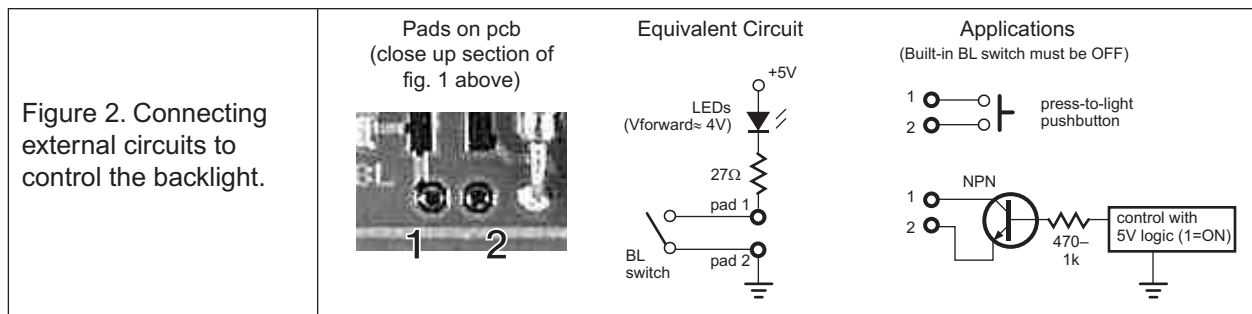 Figure 2. Connecting
external circuits to
control the backlight.
Pads on pcb
(close up section of
fig. 1 above)
1 2
Equivalent Circuit
+5V
LEDs
(Vforward≈ 4V)
27Ω
pad 1
BL
switch
pad 2
Applications
(Built-in BL switch must be OFF)
1
2
press-to-light
pushbutton
NPN
1
2
470–
1k
control with
5V logic (1=ON)